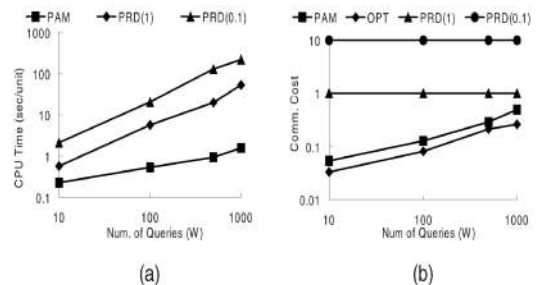 PAM PRD(1) PRD(0.1)
1000
100
10
1
0.1
CPU Time (sec/unit)
10 100 1000
Num. of Queries (W)
(a)
PAM OPT PRD(1) PRD(0.1)
10
1
0.1
0.01
Comm. Cost
10 100 1000
Num of Queries (W)
(b)